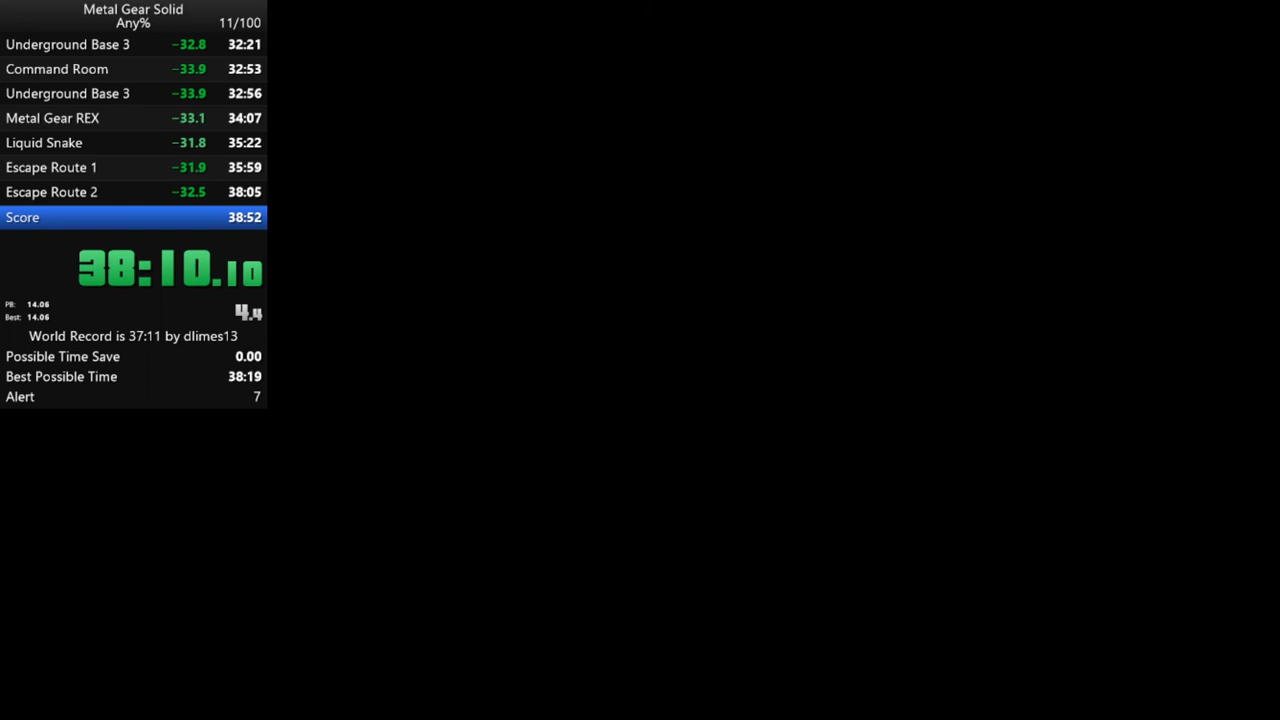 Metal Gear Solid
Any% 11/100
Underground Base 3 −32.8 32:21
Command Room −33.9 32:53
Underground Base 3 −33.9 32:56
Metal Gear REX −33.1 34:07
Liquid Snake −31.8 35:22
Escape Route 1 −31.9 35:59
Escape Route 2 −32.5 38:05
Score 38:52
38:10.10
PB: 14.06
Best: 14.06
4.4
World Record is 37:11 by dlimes13
Possible Time Save 0.00
Best Possible Time 38:19
Alert 7